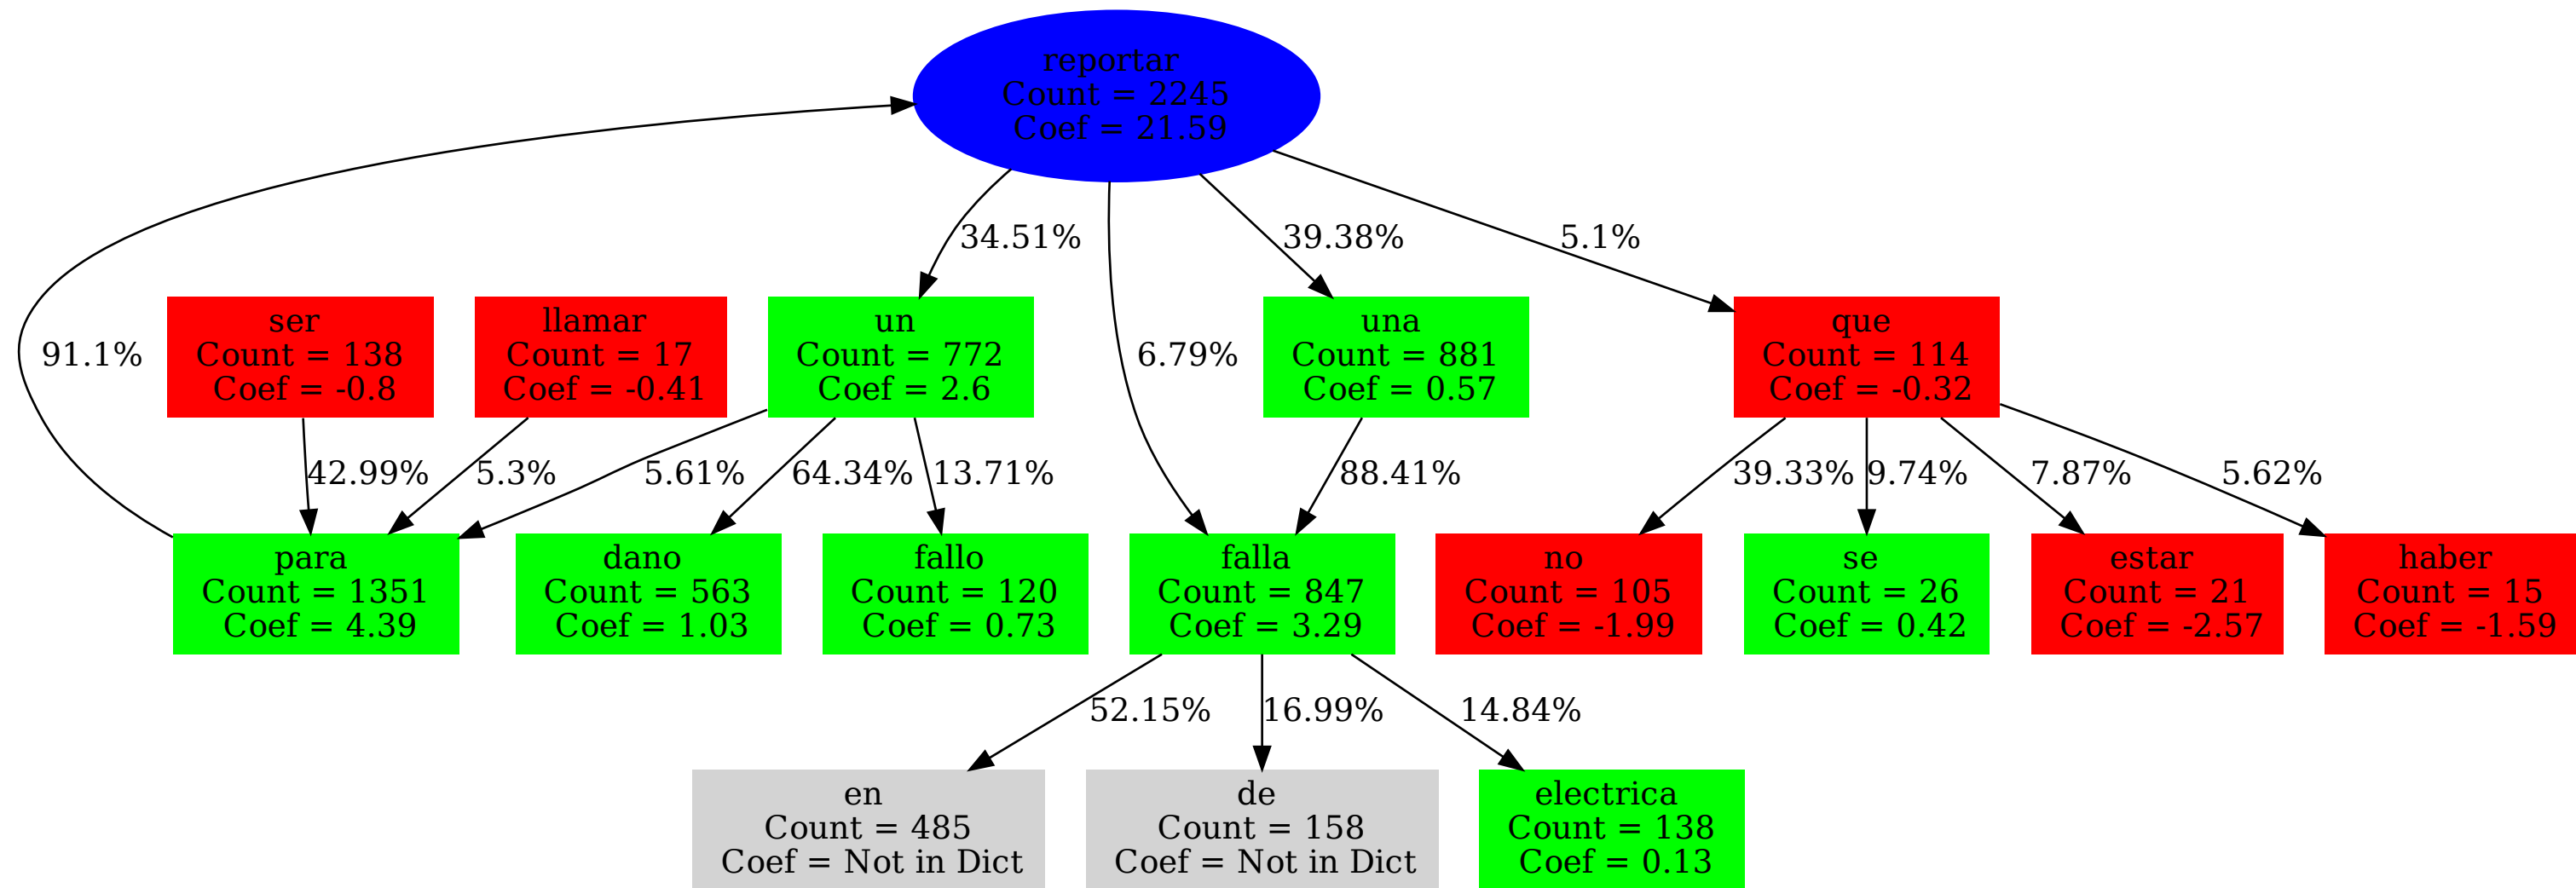 reportar
Count = 2245
Coef = 21.59
34.51%
39.38%
5.1%
91.1%
6.79%
ser
Count = 138
Coef = -0.8
llamar
Count = 17
Coef = -0.41
un
Count = 772
Coef = 2.6
una
Count = 881
Coef = 0.57
que
Count = 114
Coef = -0.32
42.99%
5.3%
5.61%
64.34%
13.71%
88.41%
39.33%
9.74%
7.87%
5.62%
para
Count = 1351
Coef = 4.39
dano
Count = 563
Coef = 1.03
fallo
Count = 120
Coef = 0.73
falla
Count = 847
Coef = 3.29
no
Count = 105
Coef = -1.99
se
Count = 26
Coef = 0.42
estar
Count = 21
Coef = -2.57
haber
Count = 15
Coef = -1.59
52.15%
16.99%
14.84%
en
Count = 485
Coef = Not in Dict
de
Count = 158
Coef = Not in Dict
electrica
Count = 138
Coef = 0.13